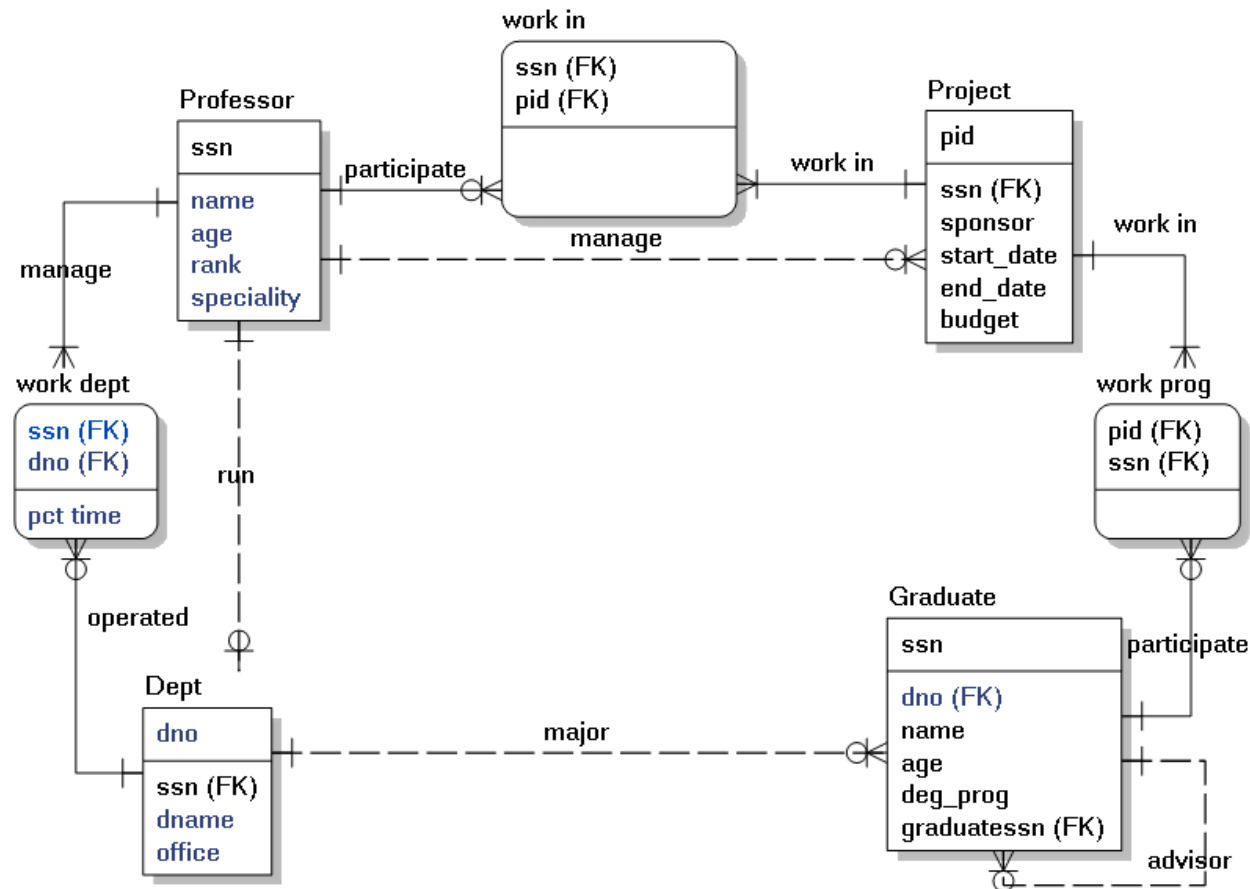 work in
ssn (FK)
pid (FK)
Professor
ssn
name
age
rank
speciality
participate
work in
manage
Project
pid
ssn (FK)
sponsor
start_date
end_date
budget
work in
manage
work dept
ssn (FK)
dno (FK)
pct time
run
operated
work prog
pid (FK)
ssn (FK)
participate
Dept
dno
ssn (FK)
dname
office
major
Graduate
ssn
dno (FK)
name
age
deg_prog
graduatessn (FK)
advisor